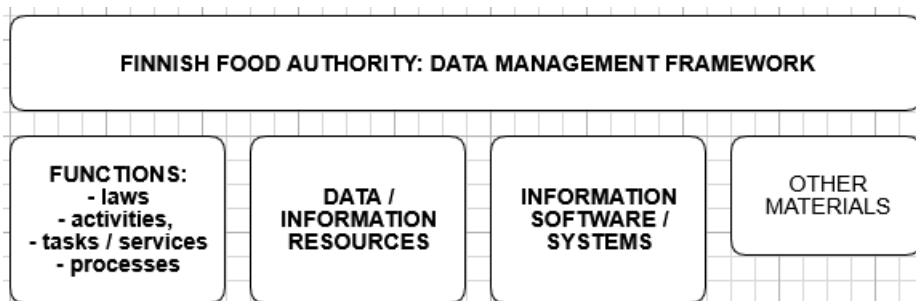 FINNISH FOOD AUTHORITY: DATA MANAGEMENT FRAMEWORK
FUNCTIONS:
- laws
- activities,
- tasks / services
- processes
DATA /
INFORMATION
RESOURCES
INFORMATION
SOFTWARE /
SYSTEMS
OTHER
MATERIALS